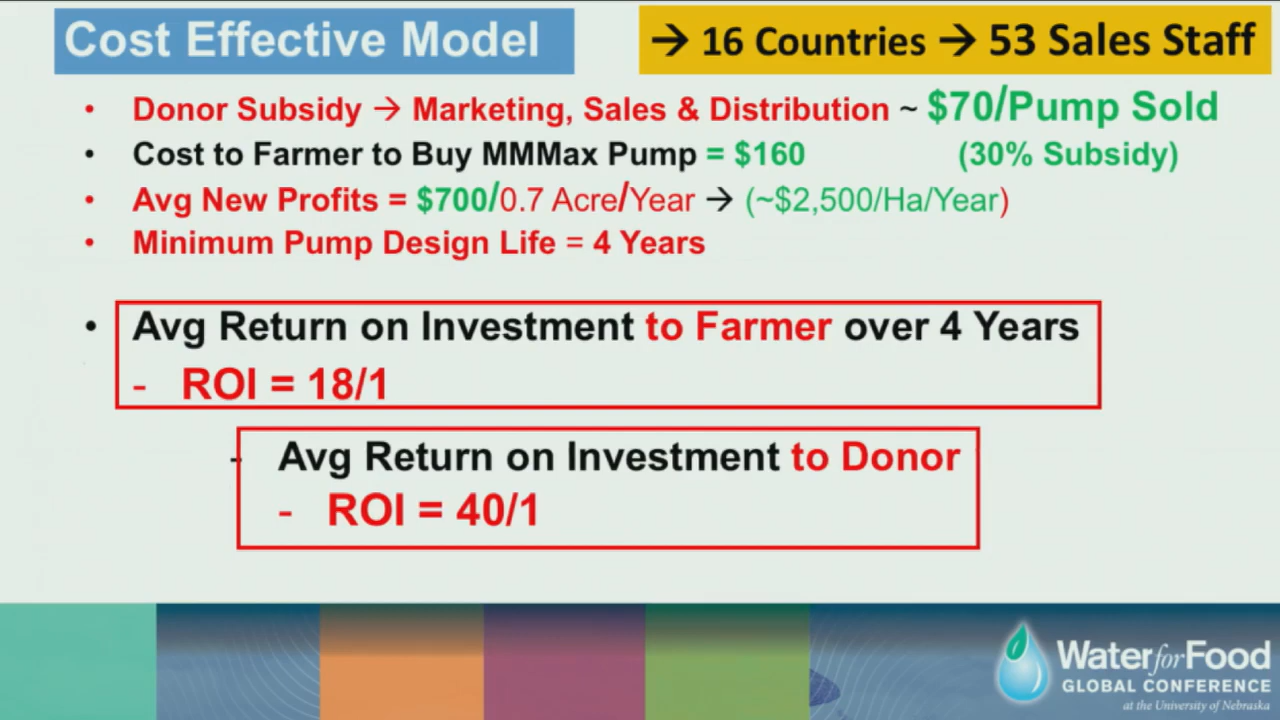 Cost Effective Model
→ 16 Countries → 53 Sales Staff
• Donor Subsidy → Marketing, Sales & Distribution ~ $70/Pump Sold
• Cost to Farmer to Buy MMMax Pump = $160 (30% Subsidy)
• Avg New Profits = $700/0.7 Acre/Year → (~$2,500/Ha/Year)
• Minimum Pump Design Life = 4 Years
• Avg Return on Investment to Farmer over 4 Years
- ROI = 18/1
- Avg Return on Investment to Donor
- ROI = 40/1
Water for Food
GLOBAL CONFERENCE
at the University of Nebraska